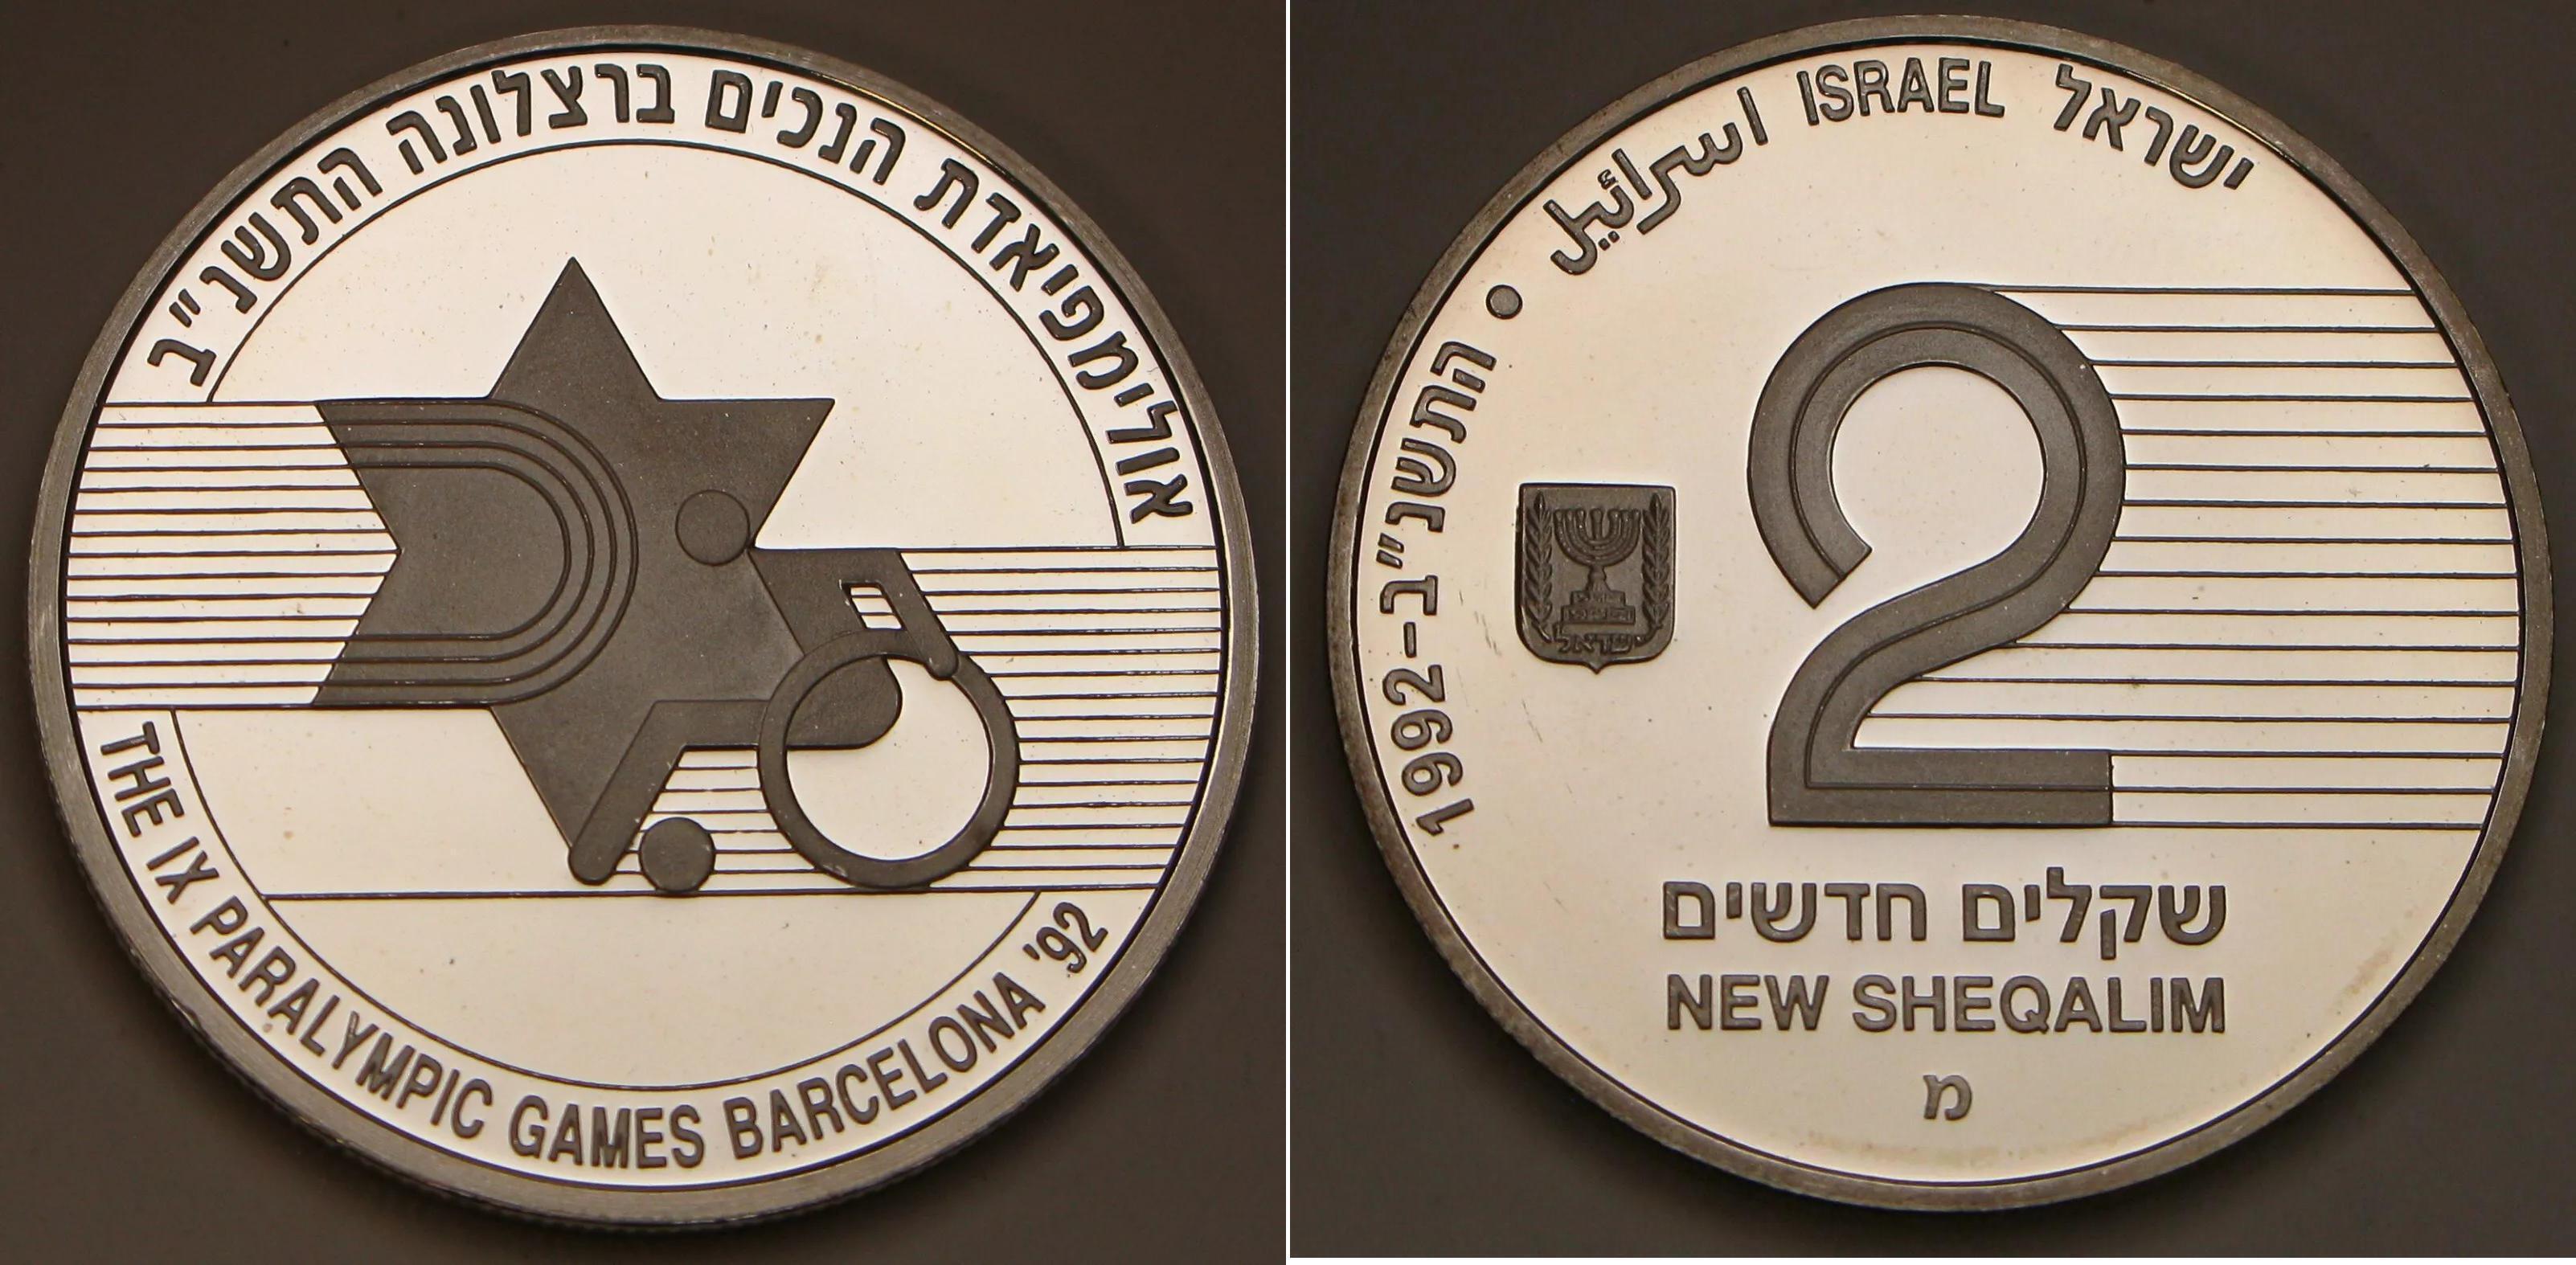 אולימפיאדת הנכים ברצלונה התשנ"ב
THE IX PARALYMPIC GAMES BARCELONA '92
ישראל ISRAEL اسرائيل • התשנ"ב-1992
ישראל
2
שקלים חדשים
NEW SHEQALIM
מ